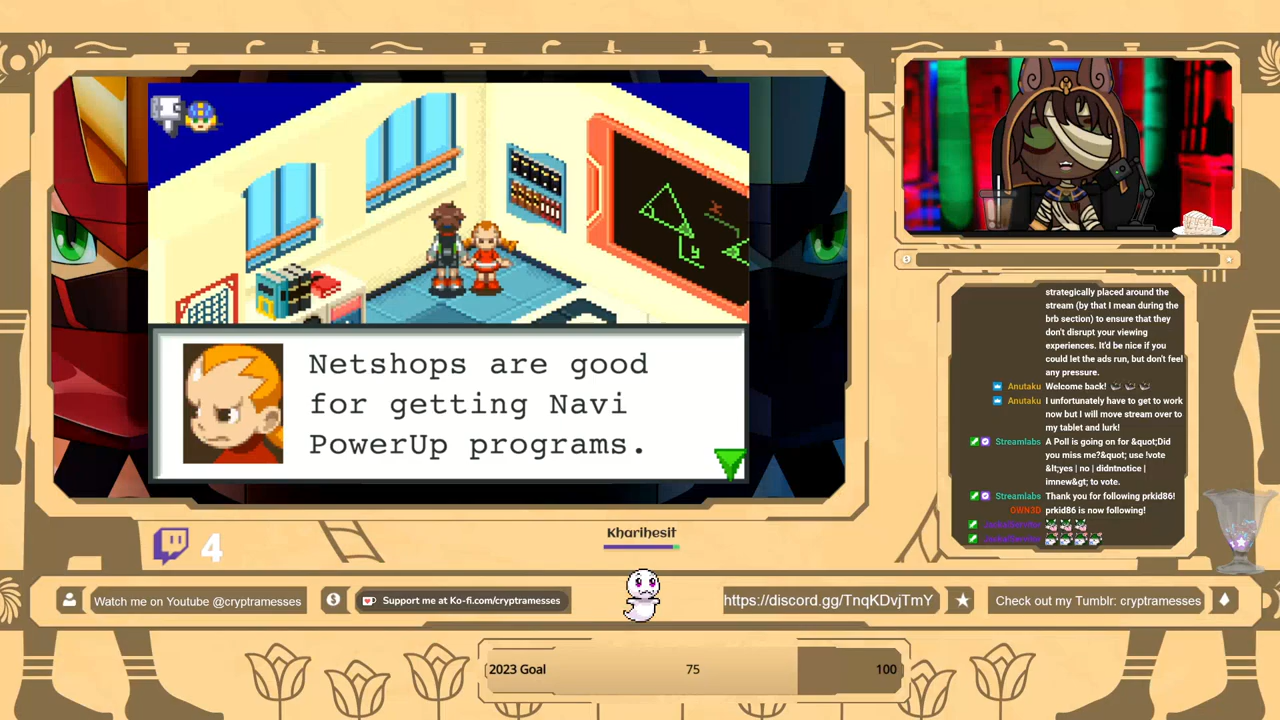 Netshops are good
for getting Navi
PowerUp programs.
strategically placed around the
stream (by that I mean during the
brb section) to ensure that they
don't disrupt your viewing
experiences. It'd be nice if you
could let the ads run, but don't feel
any pressure.
Anutaku Welcome back!
Anutaku I unfortunately have to get to work
now but I will move stream over to
my tablet and lurk!
Streamlabs A Poll is going on for &quot;Did
you miss me?&quot; use !vote
&lt;yes | no | didntnotice |
imnew&gt; to vote.
Streamlabs Thank you for following prkid86!
OWN3D prkid86 is now following!
4
Kharihesit
Watch me on Youtube @cryptramesses
Support me at Ko-fi.com/cryptramesses
https://discord.gg/TnqKDvjTmY
Check out my Tumblr: cryptramesses
2023 Goal 75 100